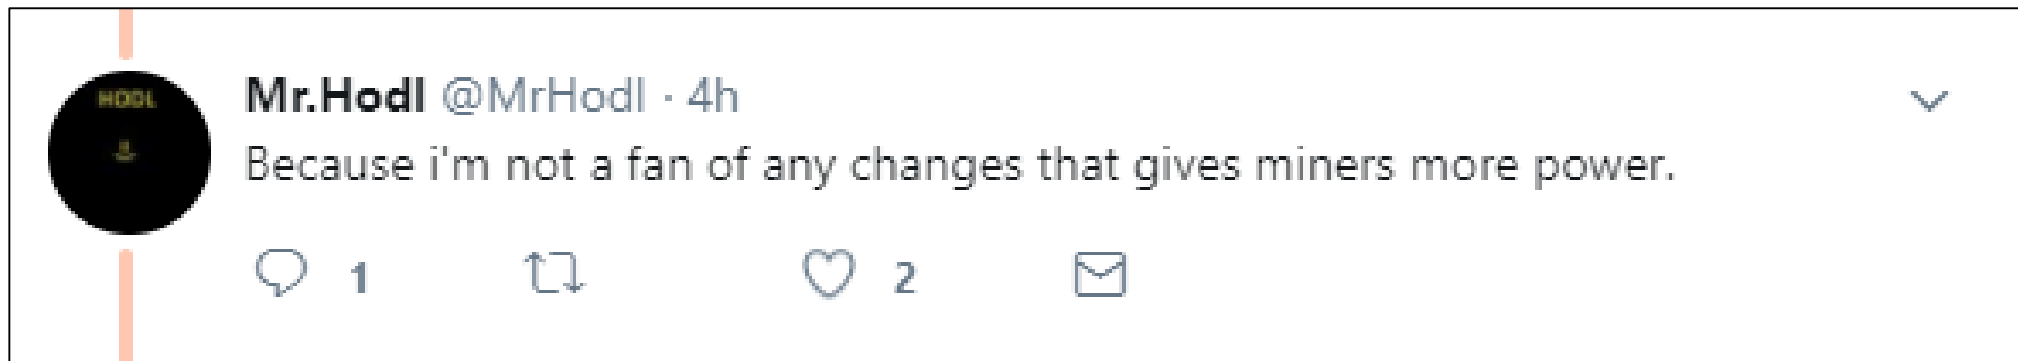 HODL
Mr.Hodl @MrHodl · 4h
Because i'm not a fan of any changes that gives miners more power.
1 2